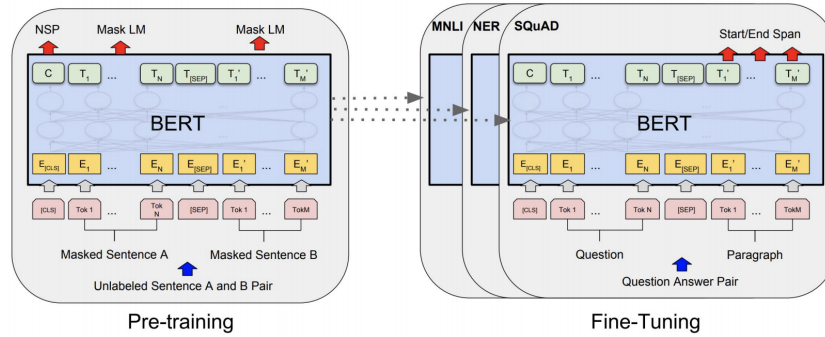 NSP Mask LM Mask LM
C T1 ... TN T[SEP] T1' ... TM'
BERT
E[CLS] E1 ... EN E[SEP] E1' ... EM'
[CLS] Tok 1 ... Tok N [SEP] Tok 1 ... TokM
Masked Sentence A Masked Sentence B
Unlabeled Sentence A and B Pair
Pre-training
MNLI NER SQuAD
Start/End Span
C T1 ... TN T[SEP] T1' ... TM'
BERT
E[CLS] E1 ... EN E[SEP] E1' ... EM'
[CLS] Tok 1 ... Tok N [SEP] Tok 1 ... TokM
Question Paragraph
Question Answer Pair
Fine-Tuning